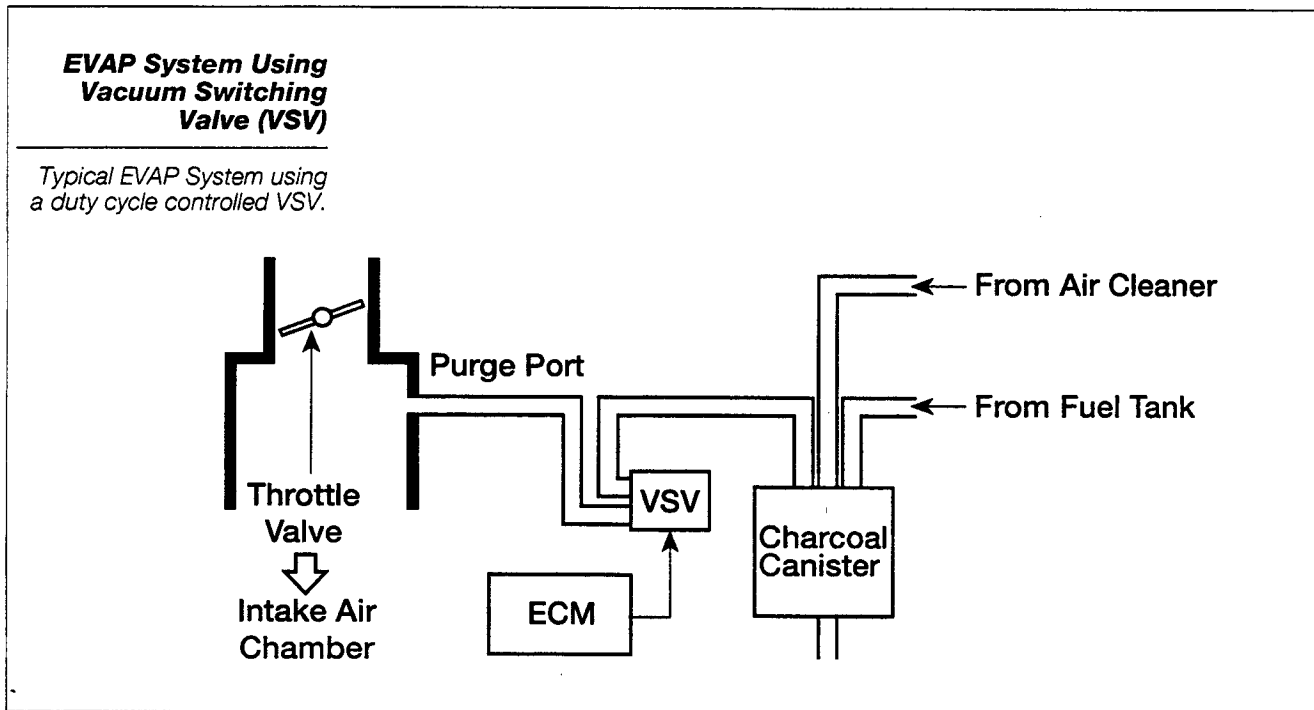 EVAP System Using
Vacuum Switching
Valve (VSV)
Typical EVAP System using
a duty cycle controlled VSV.
From Air Cleaner
Purge Port
From Fuel Tank
Throttle
Valve
VSV
Charcoal
Canister
Intake Air
Chamber
ECM